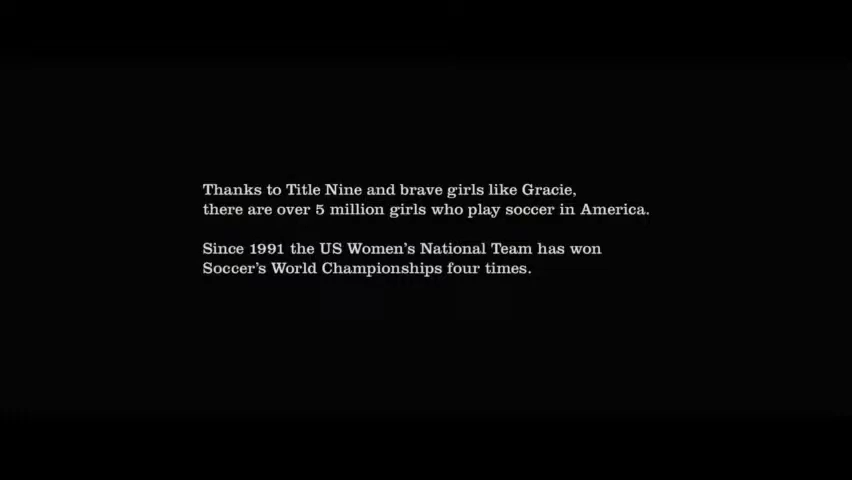 Thanks to Title Nine and brave girls like Gracie,
there are over 5 million girls who play soccer in America.
Since 1991 the US Women's National Team has won
Soccer's World Championships four times.